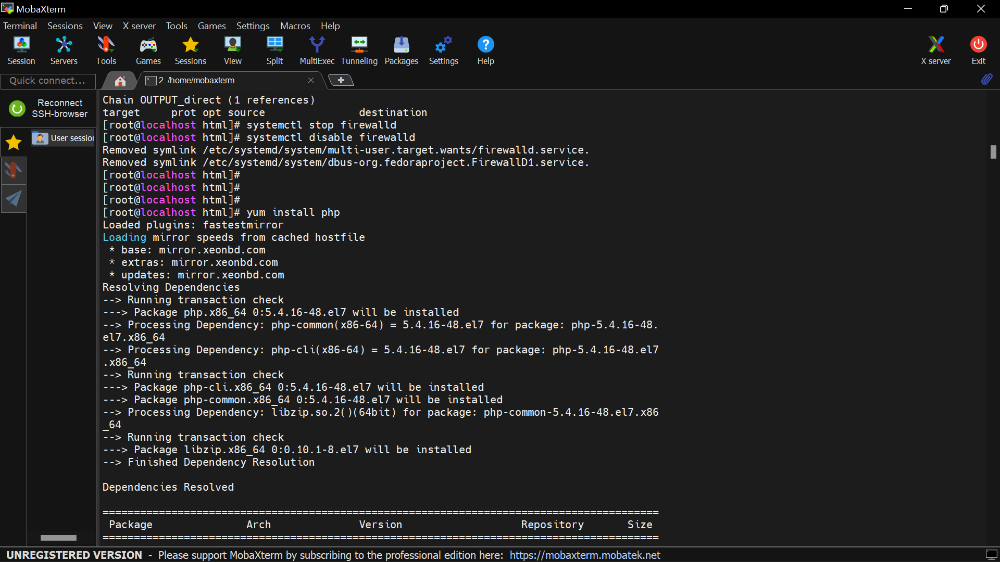 MobaXterm
Terminal Sessions View X server Tools Games Settings Macros Help
Session Servers Tools Games Sessions View Split MultiExec Tunneling Packages Settings Help X server Exit
Quick connect...
2. /home/mobaxterm
Reconnect
SSH-browser
User session
Chain OUTPUT_direct (1 references)
target     prot opt source               destination
[root@localhost html]# systemctl stop firewalld
[root@localhost html]# systemctl disable firewalld
Removed symlink /etc/systemd/system/multi-user.target.wants/firewalld.service.
Removed symlink /etc/systemd/system/dbus-org.fedoraproject.FirewallD1.service.
[root@localhost html]#
[root@localhost html]#
[root@localhost html]#
[root@localhost html]# yum install php
Loaded plugins: fastestmirror
Loading mirror speeds from cached hostfile
 * base: mirror.xeonbd.com
 * extras: mirror.xeonbd.com
 * updates: mirror.xeonbd.com
Resolving Dependencies
--> Running transaction check
---> Package php.x86_64 0:5.4.16-48.el7 will be installed
--> Processing Dependency: php-common(x86-64) = 5.4.16-48.el7 for package: php-5.4.16-48.
el7.x86_64
--> Processing Dependency: php-cli(x86-64) = 5.4.16-48.el7 for package: php-5.4.16-48.el7
.x86_64
--> Running transaction check
---> Package php-cli.x86_64 0:5.4.16-48.el7 will be installed
---> Package php-common.x86_64 0:5.4.16-48.el7 will be installed
--> Processing Dependency: libzip.so.2()(64bit) for package: php-common-5.4.16-48.el7.x86
_64
--> Running transaction check
---> Package libzip.x86_64 0:0.10.1-8.el7 will be installed
--> Finished Dependency Resolution
Dependencies Resolved
=========================================================================================
 Package               Arch              Version                   Repository       Size
=========================================================================================
UNREGISTERED VERSION - Please support MobaXterm by subscribing to the professional edition here: https://mobaxterm.mobatek.net